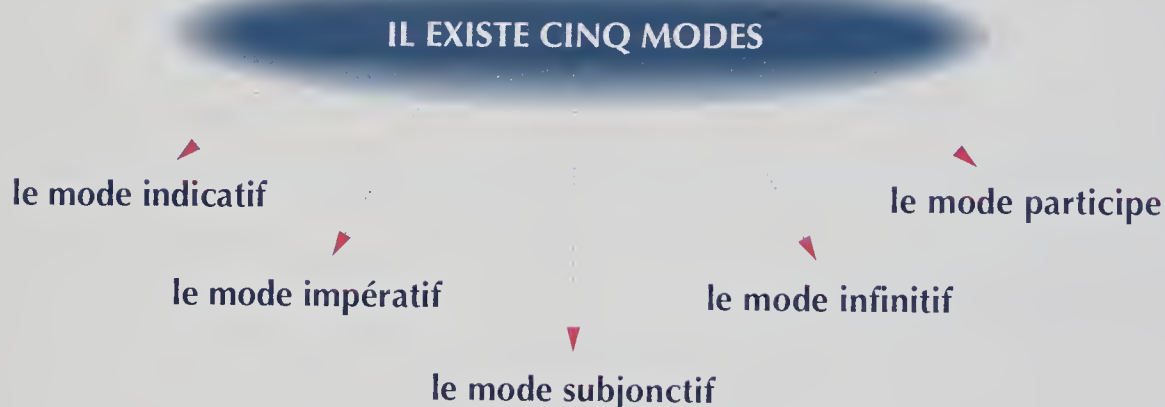 IL EXISTE CINQ MODES
le mode indicatif
le mode participe
le mode impératif
le mode infinitif
le mode subjonctif